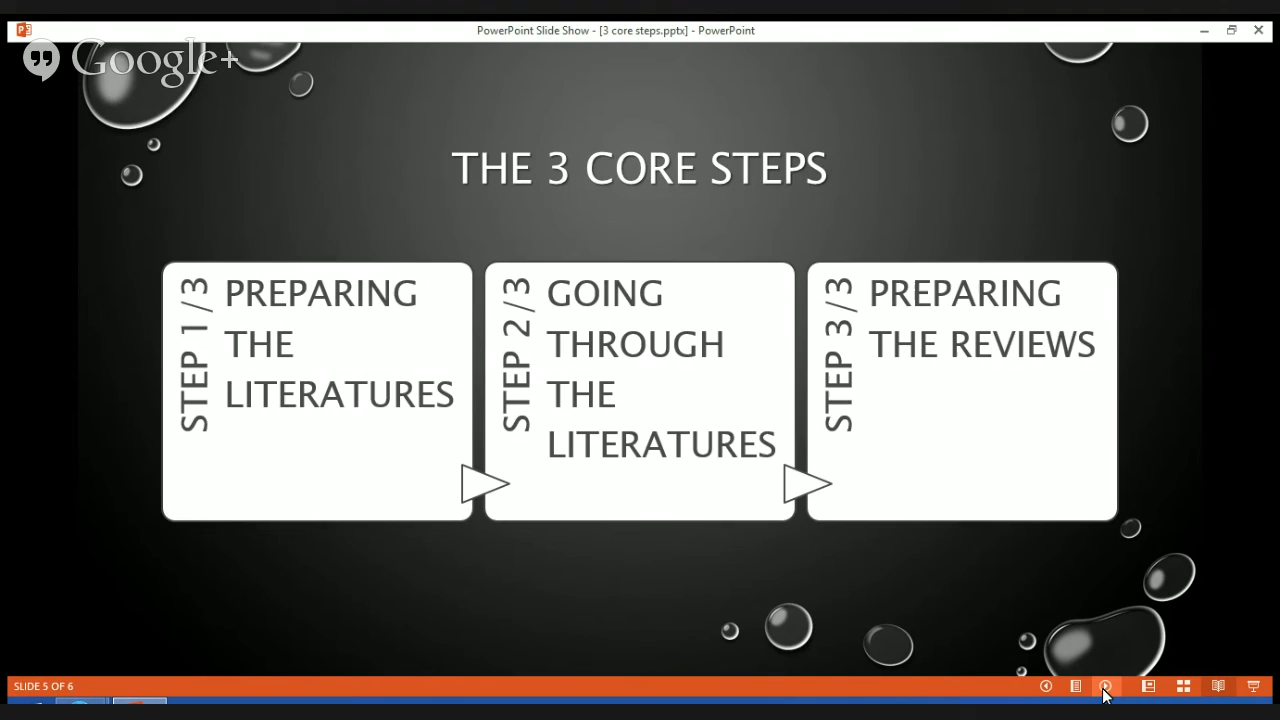 PowerPoint Slide Show - [3 core steps.pptx] - PowerPoint
Google+
THE 3 CORE STEPS
STEP 1/3
PREPARING
THE
LITERATURES
STEP 2/3
GOING
THROUGH
THE
LITERATURES
STEP 3/3
PREPARING
THE REVIEWS
SLIDE 5 OF 6